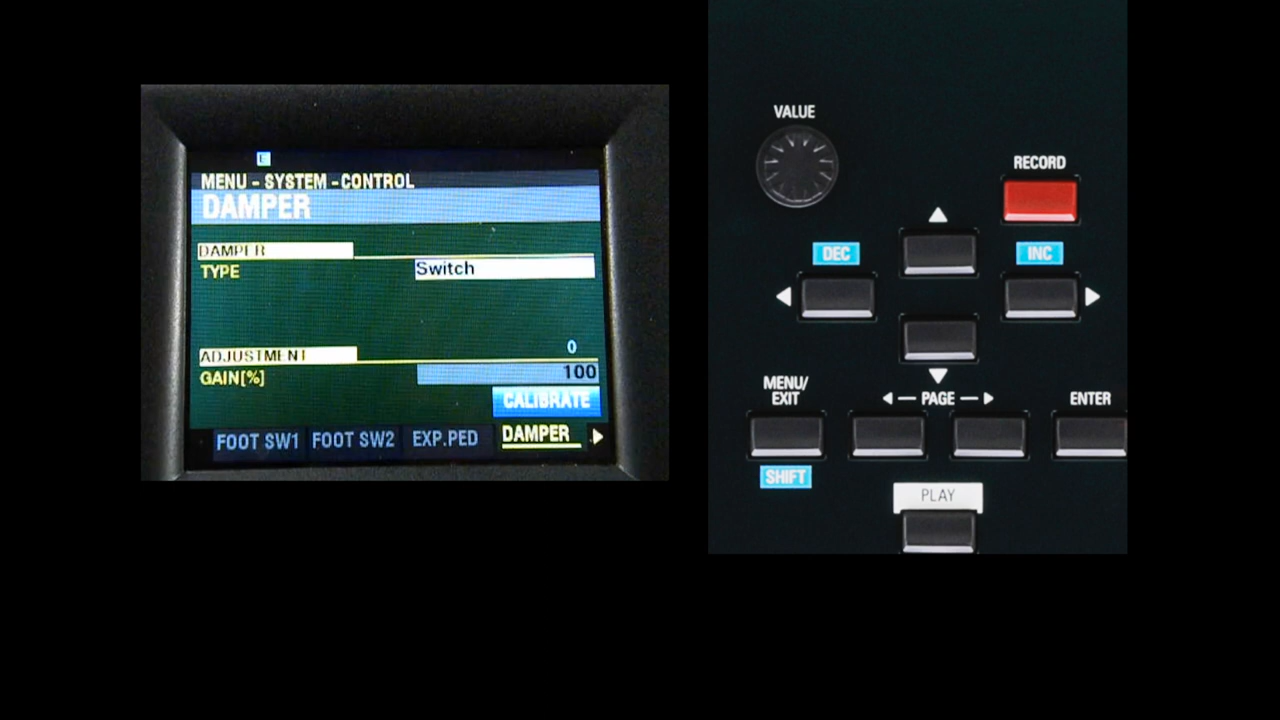 E
MENU - SYSTEM - CONTROL
DAMPER
DAMPER
TYPE Switch
0
ADJUSTMENT
GAIN[%] 100
CALIBRATE
FOOT SW1 FOOT SW2 EXP.PED DAMPER
VALUE
RECORD
DEC INC
MENU/
EXIT
PAGE
ENTER
SHIFT
PLAY